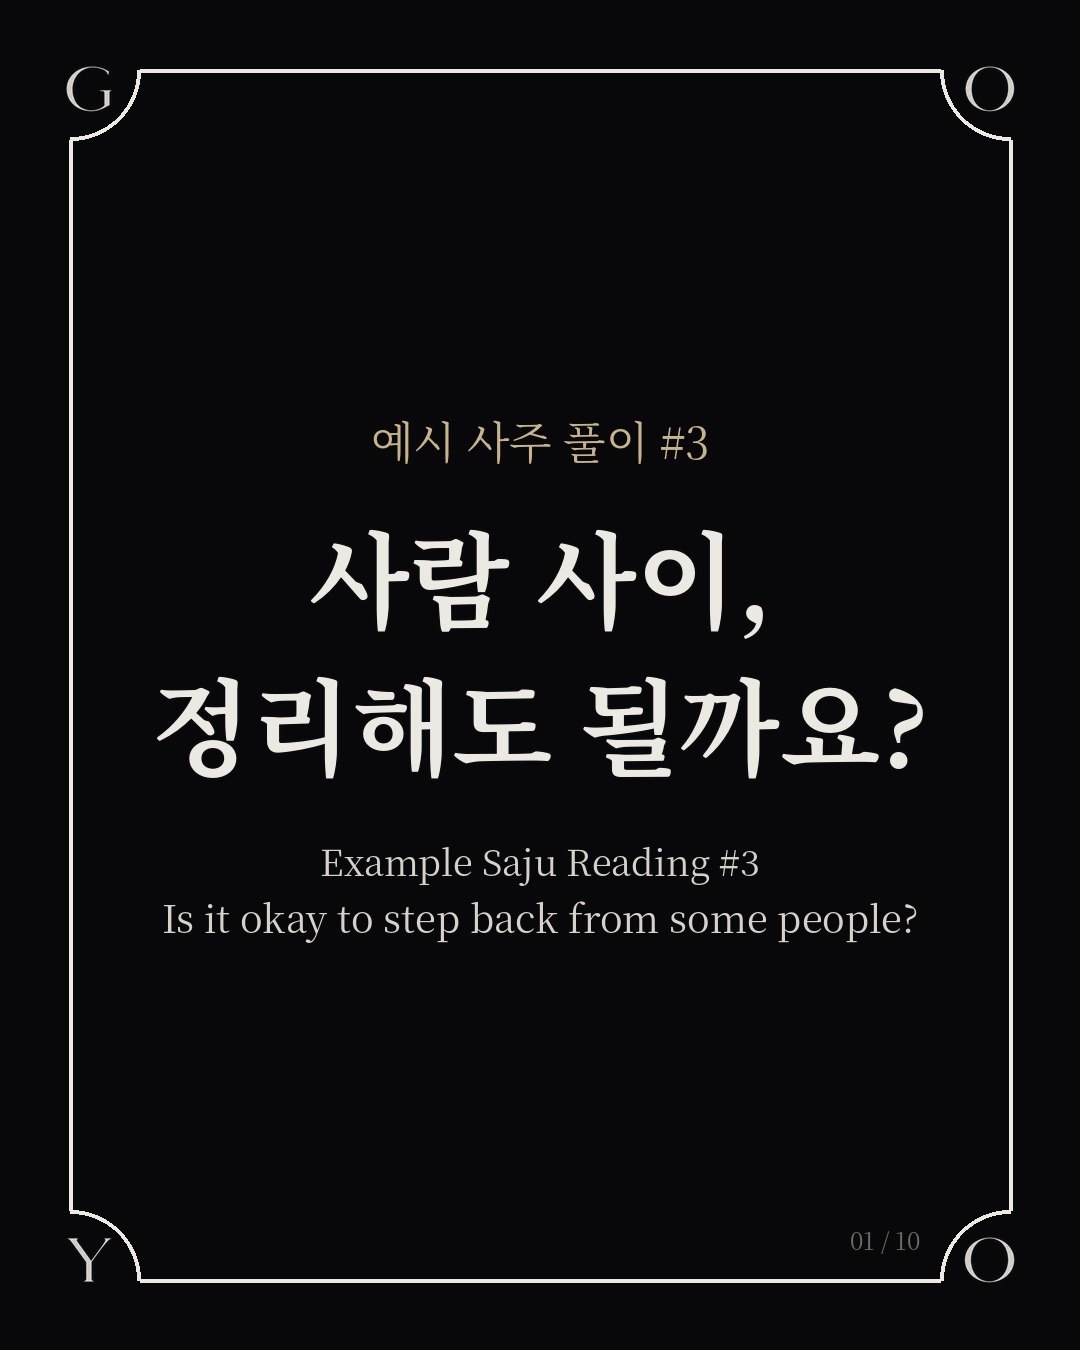 G O
예시 사주 풀이 #3
사람 사이,
정리해도 될까요?
Example Saju Reading #3
Is it okay to step back from some people?
01 / 10
Y O